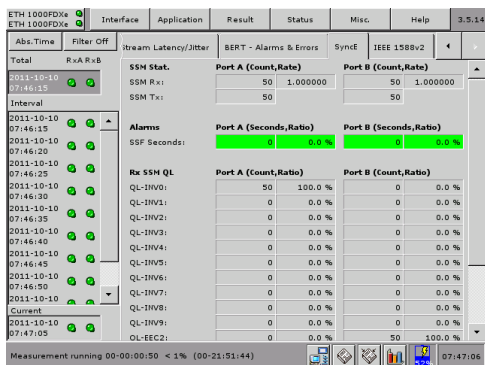 ETH 1000FDXe Interface Application Result Status Misc. Help 3.5.14
ETH 1000FDXe
Abs.Time Filter Off Stream Latency/Jitter BERT - Alarms & Errors SyncE IEEE 1588v2
Total RxA RxB
2011-10-10
07:46:15
Interval
2011-10-10
07:46:15
2011-10-10
07:46:20
2011-10-10
07:46:25
2011-10-10
07:46:30
2011-10-10
07:46:35
2011-10-10
07:46:40
2011-10-10
07:46:45
2011-10-10
07:46:50
2011-10-10
Current
2011-10-10
07:47:05
SSM Stat. Port A (Count,Rate) Port B (Count,Rate)
SSM Rx: 50 1.000000 50 1.000000
SSM Tx: 50 50
Alarms Port A (Seconds,Ratio) Port B (Seconds,Ratio)
SSF Seconds: 0 0.0 % 0 0.0 %
Rx SSM QL Port A (Count,Ratio) Port B (Count,Ratio)
QL-INV0: 50 100.0 % 0 0.0 %
QL-INV1: 0 0.0 % 0 0.0 %
QL-INV2: 0 0.0 % 0 0.0 %
QL-INV3: 0 0.0 % 0 0.0 %
QL-INV4: 0 0.0 % 0 0.0 %
QL-INV5: 0 0.0 % 0 0.0 %
QL-INV6: 0 0.0 % 0 0.0 %
QL-INV7: 0 0.0 % 0 0.0 %
QL-INV8: 0 0.0 % 0 0.0 %
QL-INV9: 0 0.0 % 0 0.0 %
QL-EEC2: 0 0.0 % 50 100.0 %
Measurement running 00-00:00:50 < 1% (00-21:51:44) 52% 07:47:06